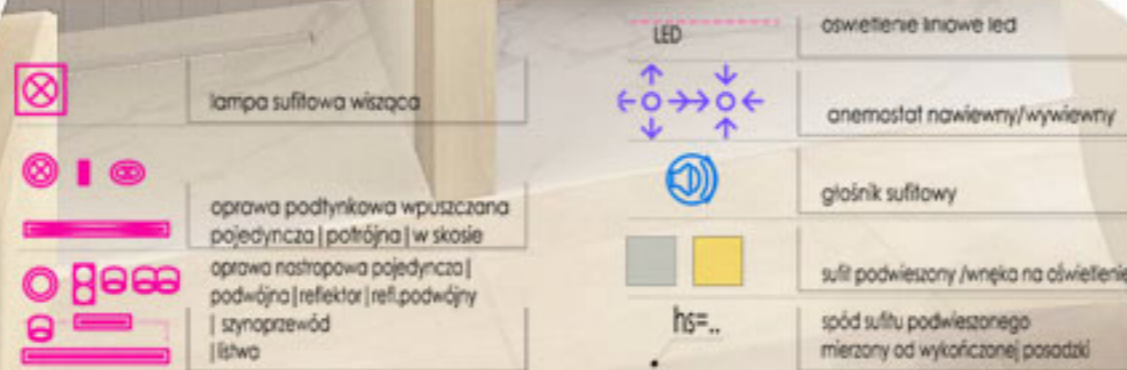 lampa sufitowa wisząca
oprawa podtynkowa wpuszczana
pojedyncza | potrójna | w skosie
oprawa nastropowa pojedyncza |
podwójna | reflektor | refl.podwójny
| szynoprzewód
| listwa
LED
oswietlenie liniowe led
anemostat nawiewny/wywiewny
głośnik sufitowy
sufit podwieszony /wnęka na oświetlenie
hs=..
spód sufitu podwieszonego
mierzony od wykończonej posadzki